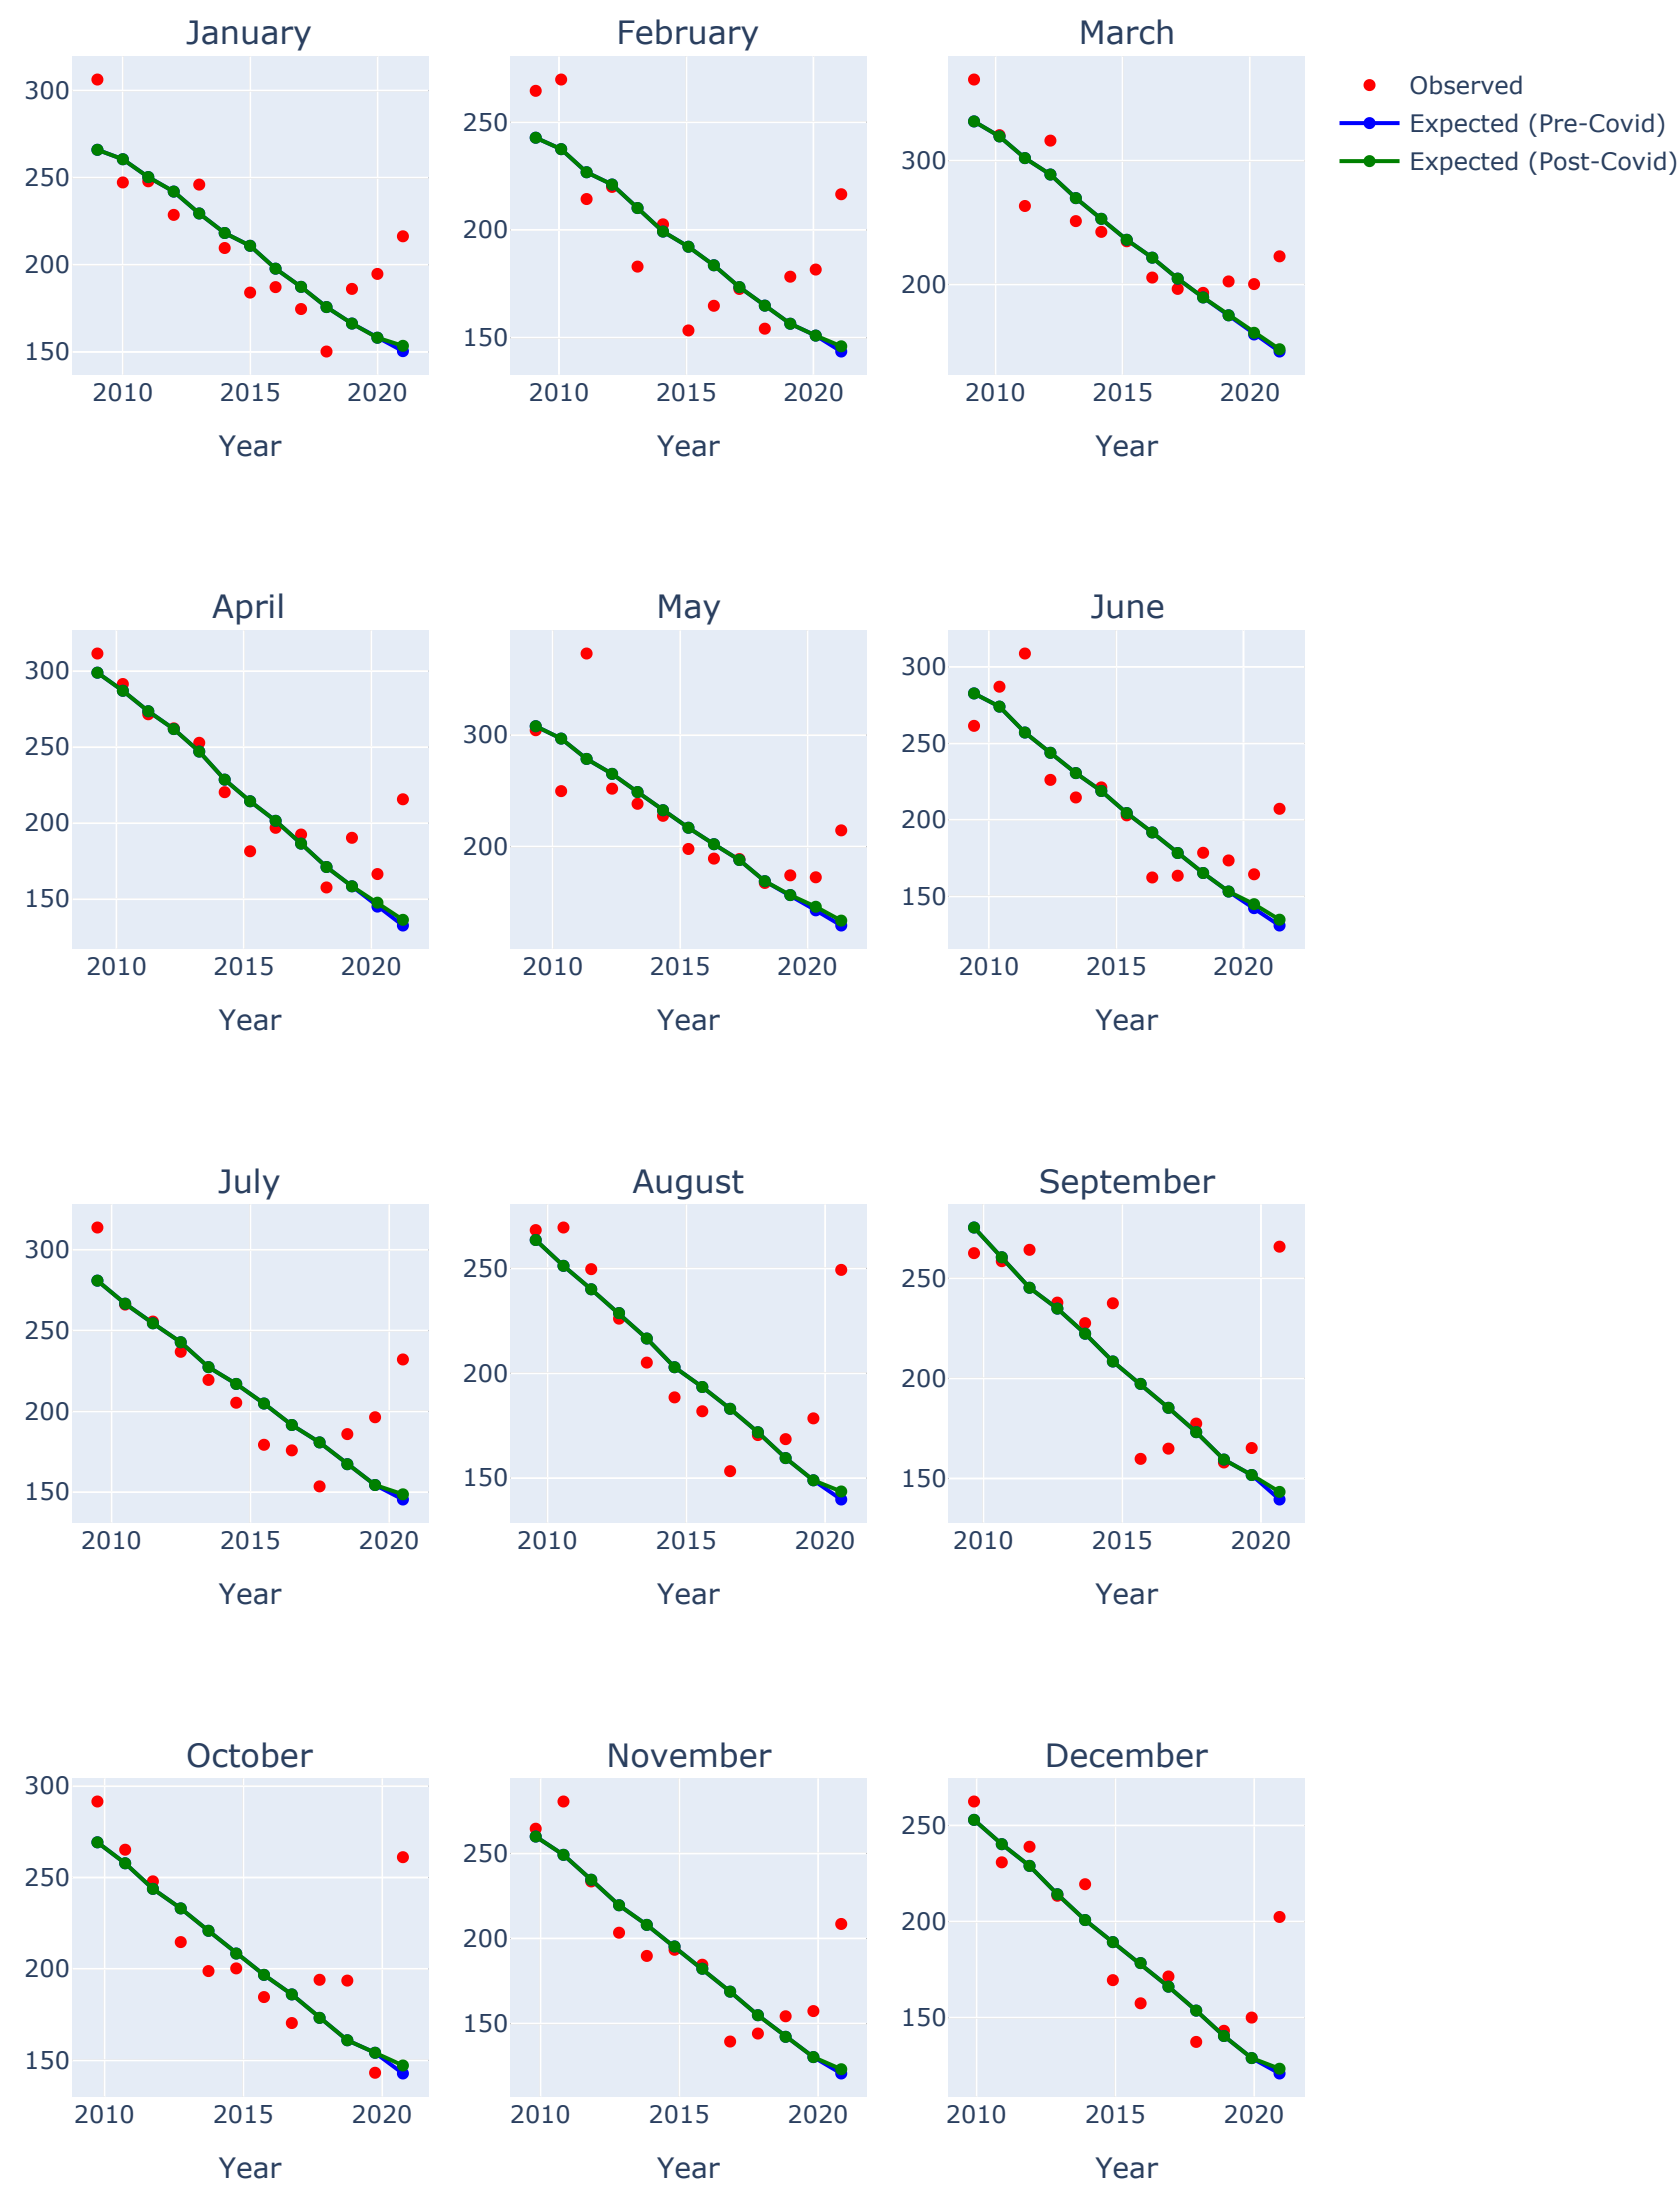 January February March
Observed
Expected (Pre-Covid)
Expected (Post-Covid)
300
250
200
150
2010 2015 2020
Year
250
200
150
2010 2015 2020
Year
300
200
2010 2015 2020
Year
April May June
300
250
200
150
2010 2015 2020
Year
300
200
2010 2015 2020
Year
300
250
200
150
2010 2015 2020
Year
July August September
300
250
200
150
2010 2015 2020
Year
250
200
150
2010 2015 2020
Year
250
200
150
2010 2015 2020
Year
October November December
300
250
200
150
2010 2015 2020
Year
250
200
150
2010 2015 2020
Year
250
200
150
2010 2015 2020
Year